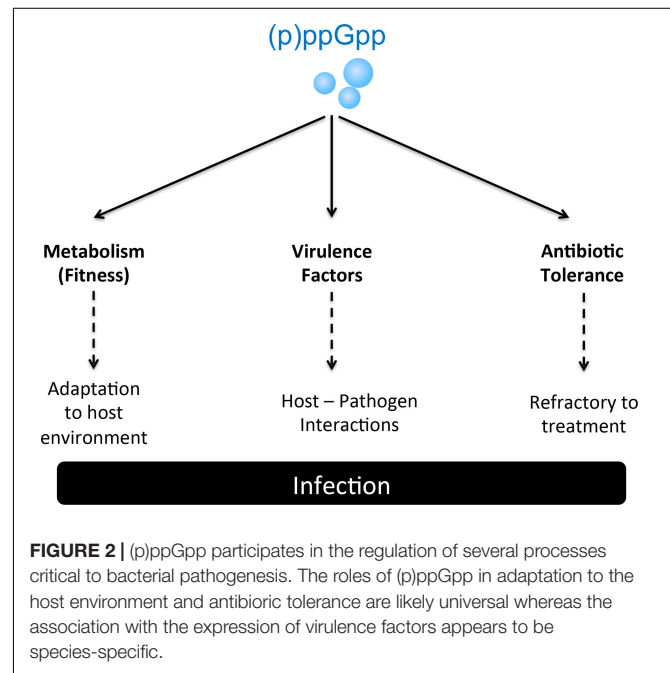 (p)ppGpp
Metabolism
(Fitness)
Virulence
Factors
Antibiotic
Tolerance
Adaptation
to host
environment
Host – Pathogen
Interactions
Refractory to
treatment
Infection
FIGURE 2 | (p)ppGpp participates in the regulation of several processes
critical to bacterial pathogenesis. The roles of (p)ppGpp in adaptation to the
host environment and antibioric tolerance are likely universal whereas the
association with the expression of virulence factors appears to be
species-specific.